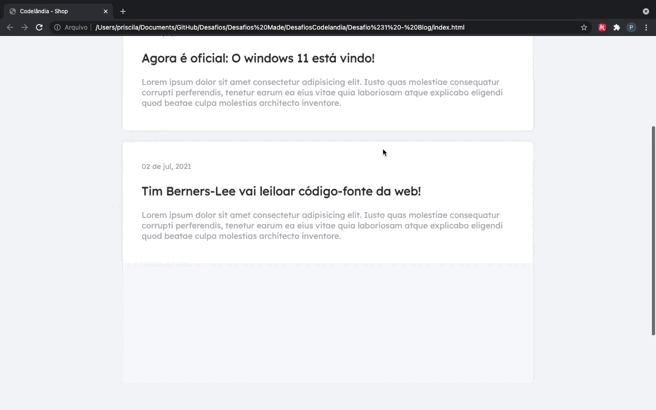 Codelândia - Shop
Arquivo
/Users/priscila/Documents/GitHub/Desafios/Desafios%20Made/DesafiosCodelandia/Desafio%231%20-%20Blog/index.html
P
Agora é oficial: O windows 11 está vindo!
Lorem ipsum dolor sit amet consectetur adipisicing elit. Iusto quas molestiae consequatur
corrupti perferendis, tenetur earum ea eius vitae quia laboriosam atque explicabo eligendi
quod beatae culpa molestias architecto inventore.
02 de jul, 2021
Tim Berners-Lee vai leiloar código-fonte da web!
Lorem ipsum dolor sit amet consectetur adipisicing elit. Iusto quas molestiae consequatur
corrupti perferendis, tenetur earum ea eius vitae quia laboriosam atque explicabo eligendi
quod beatae culpa molestias architecto inventore.